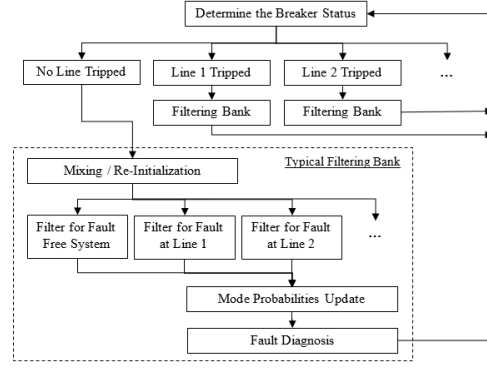 Determine the Breaker Status
No Line Tripped
Line 1 Tripped
Line 2 Tripped
...
Filtering Bank
Filtering Bank
Typical Filtering Bank
Mixing / Re-Initialization
Filter for Fault
Free System
Filter for Fault
at Line 1
Filter for Fault
at Line 2
...
Mode Probabilities Update
Fault Diagnosis